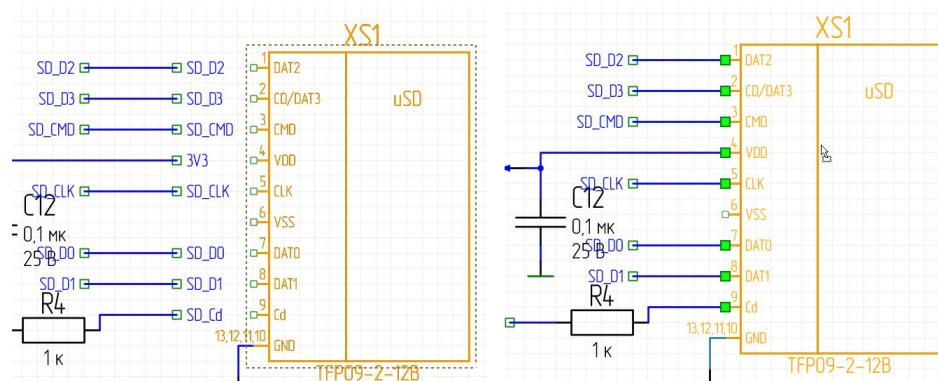 XS1
SD_D2 SD_D2 1 DAT2
SD_D3 SD_D3 2 CD/DAT3 uSD
SD_CMD SD_CMD 3 CMD
3V3 4 VDD
SD_CLK SD_CLK 5 CLK
C12
6 VSS
0,1 мк
SD_D0 SD_D0 7 DAT0
25 В
SD_D1 SD_D1 8 DAT1
R4
SD_Cd 9 Cd
13,12,11,10 GND
1 к
TFP09-2-12B
XS1
SD_D2 1 DAT2
SD_D3 2 CD/DAT3 uSD
SD_CMD 3 CMD
4 VDD
SD_CLK 5 CLK
C12
6 VSS
0,1 мк
SD_D0 7 DAT0
25 В
SD_D1 8 DAT1
R4
9 Cd
13,12,11,10 GND
1 к
TFP09-2-12B